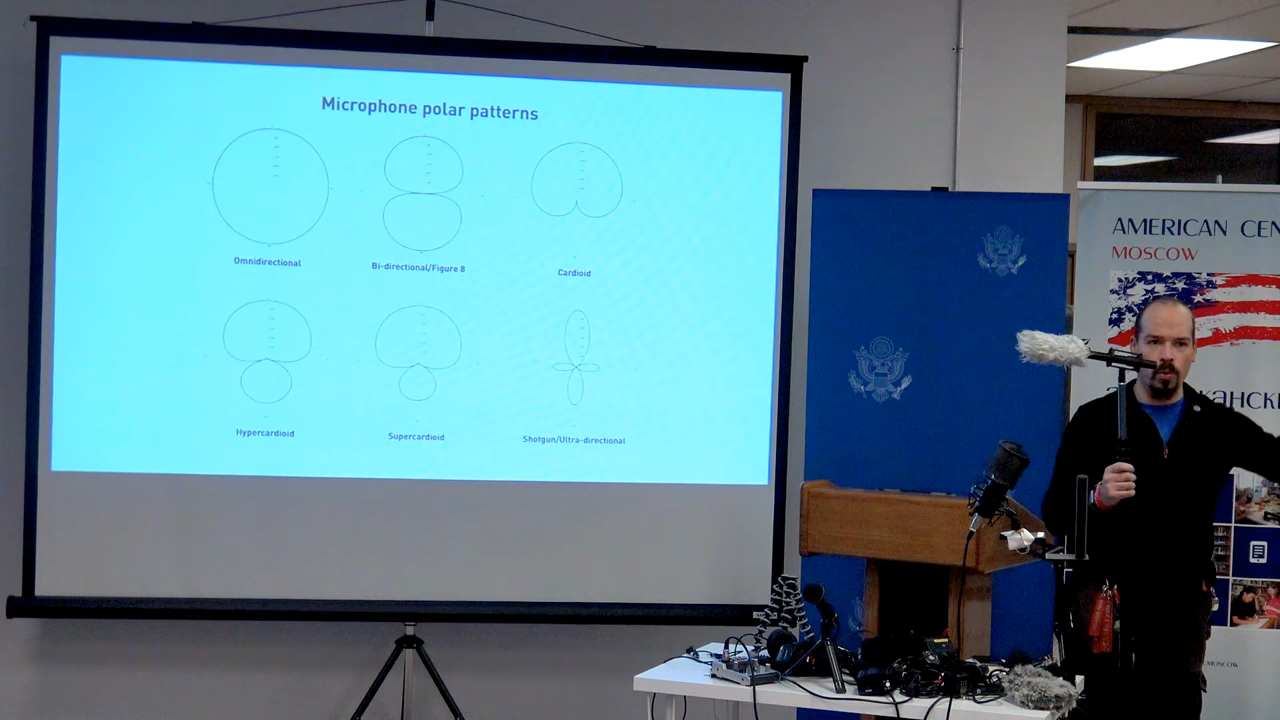 Microphone polar patterns
Omnidirectional
Bi-directional/Figure 8
Cardioid
Hypercardioid
Supercardioid
Shotgun/Ultra-directional
AMERICAN CEN
MOSCOW